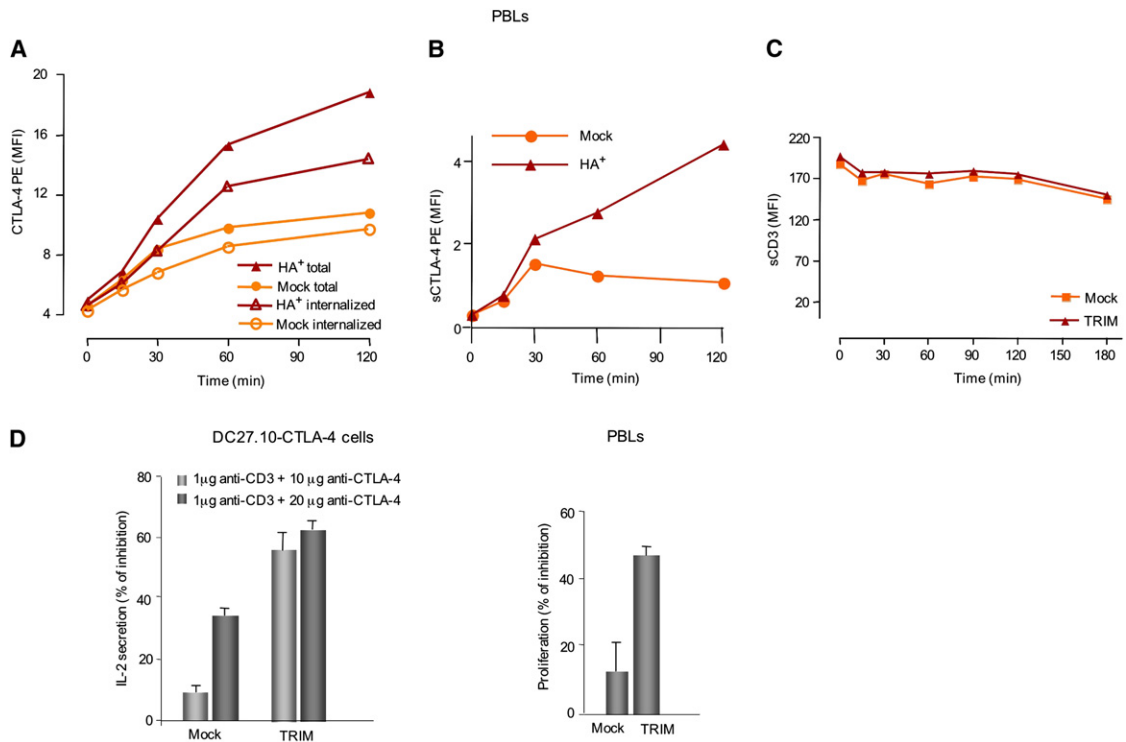 PBLs
A
CTLA-4 PE (MFI)
20
16
12
8
4
HA+ total
Mock total
HA+ internalized
Mock internalized
0
30
60
90
120
Time (min)
B
sCTLA-4 PE (MFI)
4
2
0
Mock
HA+
0
30
60
90
120
Time (min)
C
sCD3 (MFI)
220
170
120
70
20
Mock
TRIM
0
30
60
90
120
150
180
Time (min)
D
DC27.10-CTLA-4 cells
IL-2 secretion (% of inhibition)
80
60
40
20
0
1µg anti-CD3 + 10 µg anti-CTLA-4
1µg anti-CD3 + 20 µg anti-CTLA-4
Mock
TRIM
PBLs
Proliferation (% of inhibition)
60
40
20
0
Mock
TRIM